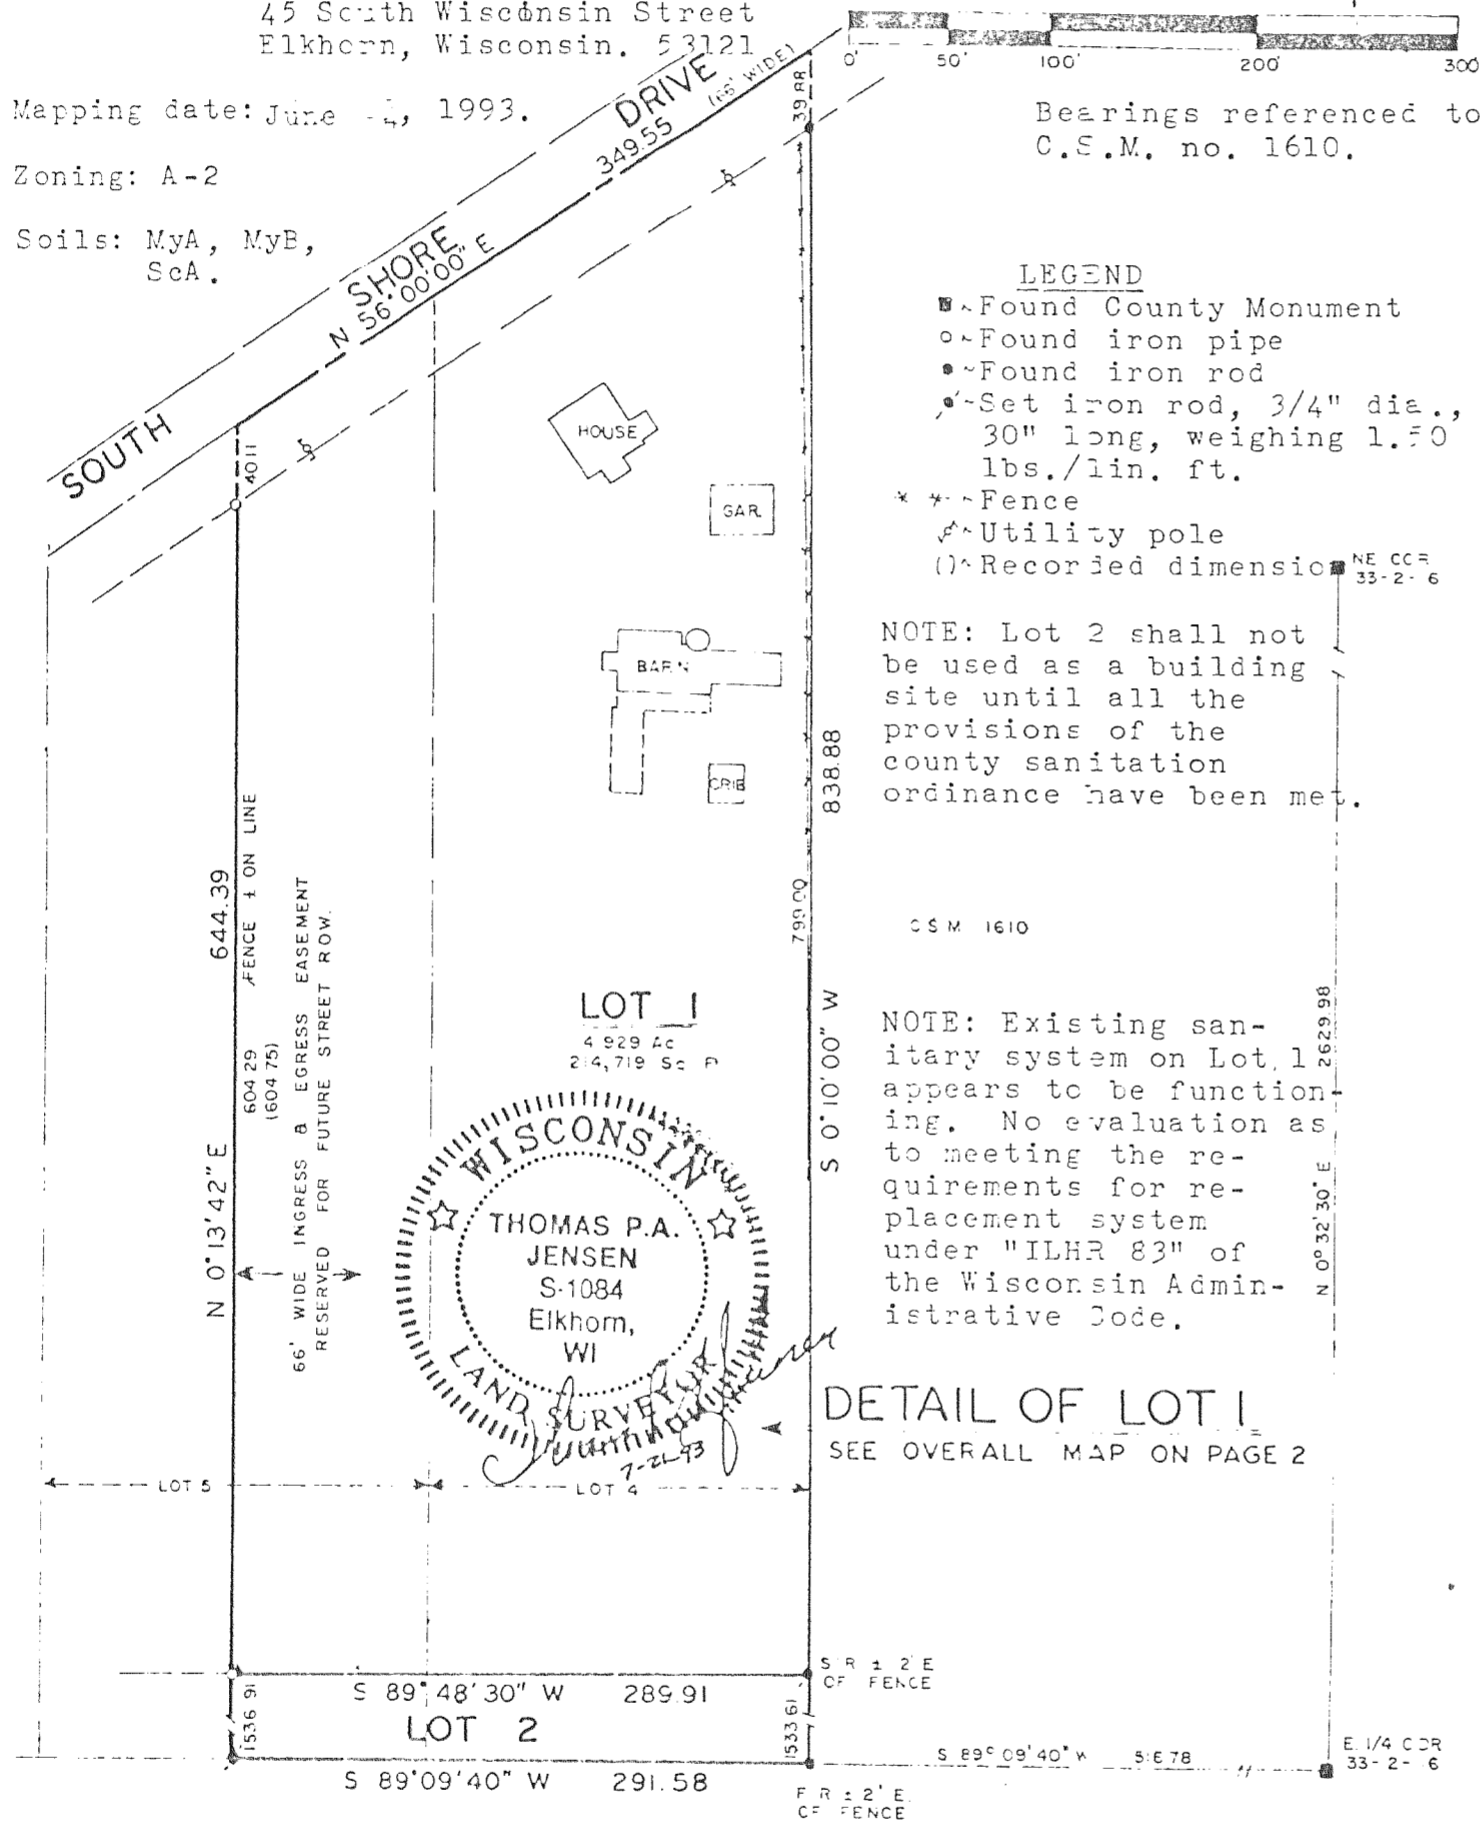 45 South Wisconsin Street
Elkhorn, Wisconsin. 53121
Mapping date: June , 1993.
Zoning: A-2
Soils: MyA, MyB,
ScA.
0' 50' 100' 200' 300
Bearings referenced to
C.S.M. no. 1610.
SOUTH SHORE DRIVE (66' WIDE)
N 56°00'00" E 349.55
39.88
40.11
LEGEND
~Found County Monument
~Found iron pipe
~Found iron rod
~Set iron rod, 3/4" dia.,
30" long, weighing 1.50
lbs./lin. ft.
~Fence
~Utility pole
()~Recorded dimension
NE COR
33-2-16
HOUSE
GAR.
BARN
CRIB
NOTE: Lot 2 shall not
be used as a building
site until all the
provisions of the
county sanitation
ordinance have been met.
838.88
799.00
S 0°10'00" W
644.39
FENCE ± ON LINE
604.29
(604.75)
N 0°13'42" E
66' WIDE INGRESS & EGRESS EASEMENT
RESERVED FOR FUTURE STREET ROW.
C S M 1610
LOT 1
4.929 Ac
214,719 Sq Ft
NOTE: Existing san-
itary system on Lot 1
appears to be function-
ing. No evaluation as
to meeting the re-
quirements for re-
placement system
under "ILHR 83" of
the Wisconsin Admin-
istrative Code.
2629.98
N 0°32'30" E
WISCONSIN
THOMAS P.A.
JENSEN
S-1084
Elkhorn,
WI
LAND SURVEYOR
7-21-93
DETAIL OF LOT 1
SEE OVERALL MAP ON PAGE 2
LOT 5
LOT 4
S R ± 2' E
OF FENCE
S 89°48'30" W 289.91
1536.91
LOT 2
1533.61
S 89°09'40" W 291.58
S 89°09'40" W
E. 1/4 COR
33-2-16
F R ± 2' E.
OF FENCE